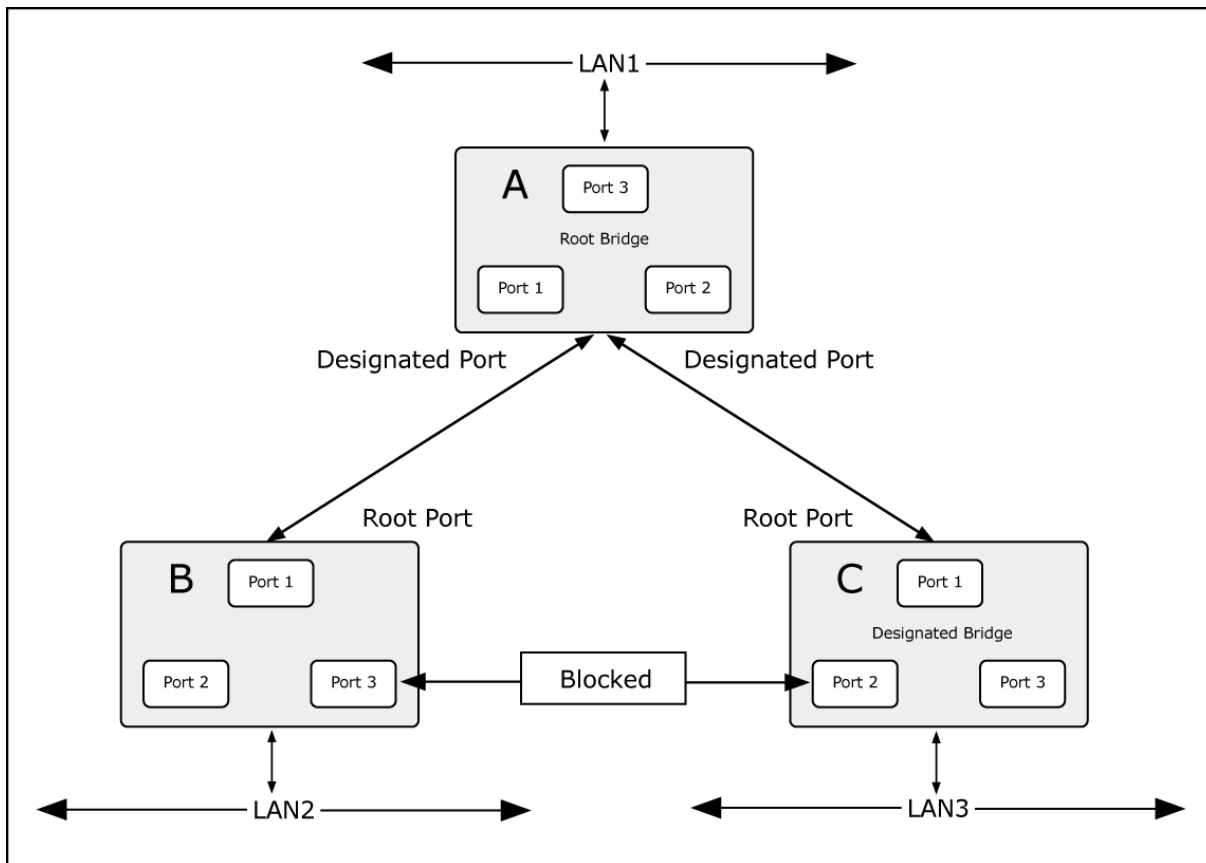 LAN1
A
Port 3
Root Bridge
Port 1
Port 2
Designated Port
Designated Port
Root Port
Root Port
B
Port 1
C
Port 1
Designated Bridge
Port 2
Port 3
Blocked
Port 2
Port 3
LAN2
LAN3